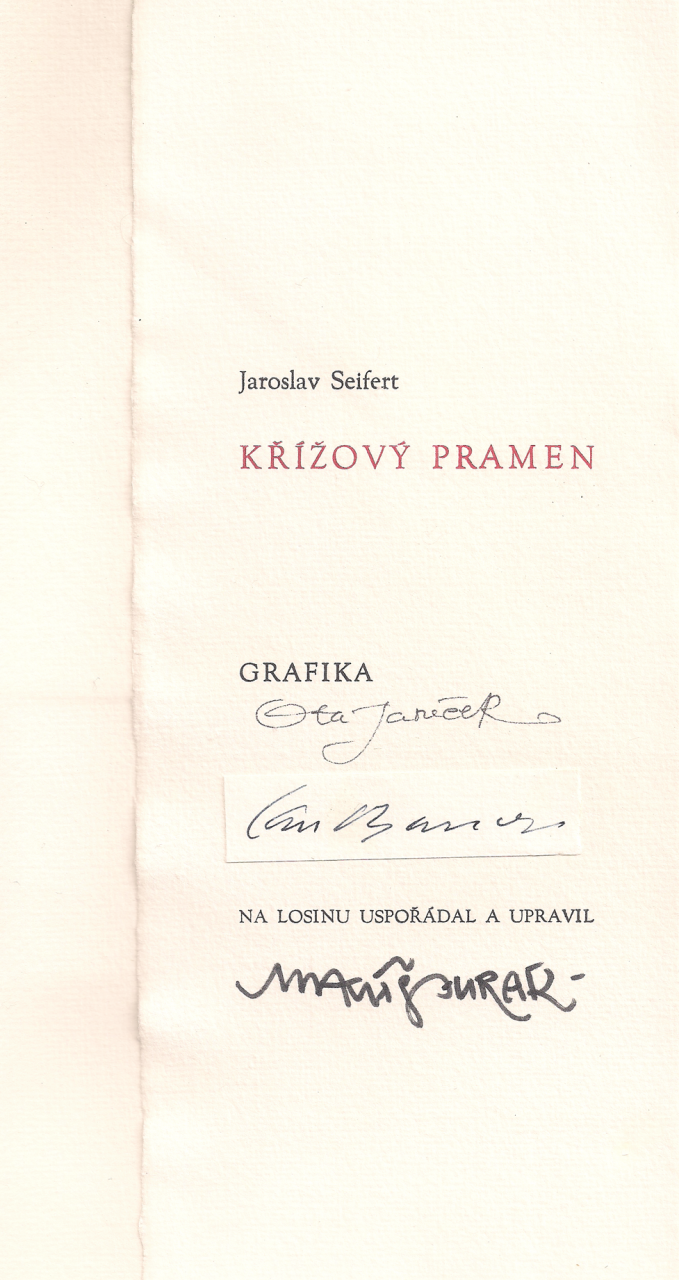 Jaroslav Seifert
KŘÍŽOVÝ PRAMEN
GRAFIKA
Ota Janeček
NA LOSINU USPOŘÁDAL A UPRAVIL